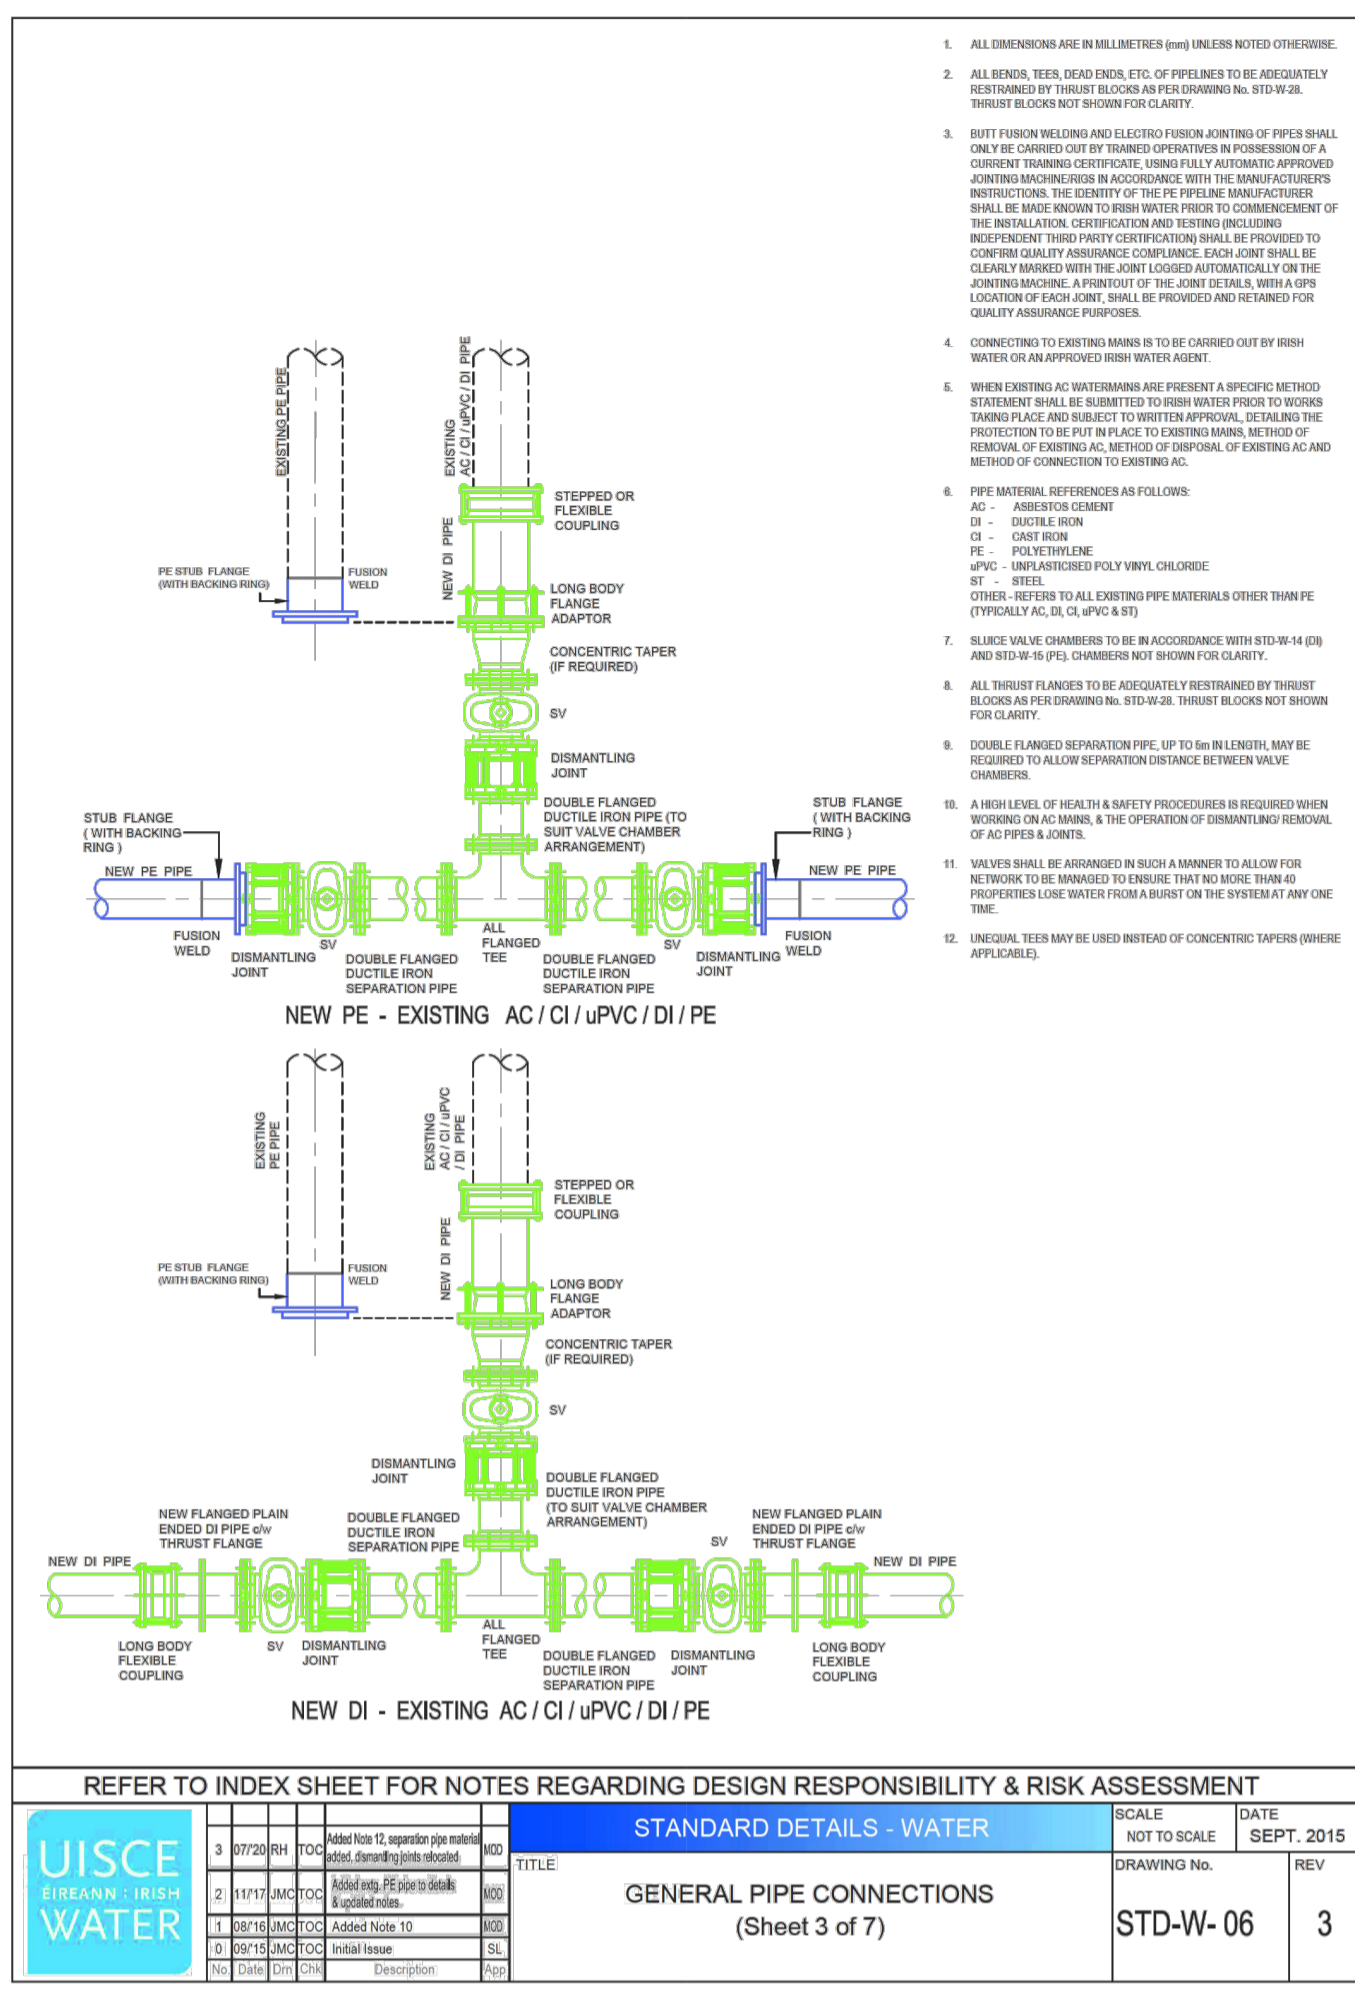 1. ALL DIMENSIONS ARE IN MILLIMETRES (mm) UNLESS NOTED OTHERWISE.
2. ALL BENDS, TEES, DEAD ENDS, ETC. OF PIPELINES TO BE ADEQUATELY
RESTRAINED BY THRUST BLOCKS AS PER DRAWING No. STD-W-28.
THRUST BLOCKS NOT SHOWN FOR CLARITY.
3. BUTT FUSION WELDING AND ELECTRO FUSION JOINTING OF PIPES SHALL
ONLY BE CARRIED OUT BY TRAINED OPERATIVES IN POSSESSION OF A
CURRENT TRAINING CERTIFICATE, USING FULLY AUTOMATIC APPROVED
JOINTING MACHINE/RIGS IN ACCORDANCE WITH THE MANUFACTURER'S
INSTRUCTIONS. THE IDENTITY OF THE PE PIPELINE MANUFACTURER
SHALL BE MADE KNOWN TO IRISH WATER PRIOR TO COMMENCEMENT OF
THE INSTALLATION. CERTIFICATION AND TESTING (INCLUDING
INDEPENDENT THIRD PARTY CERTIFICATION) SHALL BE PROVIDED TO
CONFIRM QUALITY ASSURANCE COMPLIANCE. EACH JOINT SHALL BE
CLEARLY MARKED WITH THE JOINT LOGGED AUTOMATICALLY ON THE
JOINTING MACHINE. A PRINTOUT OF THE JOINT DETAILS, WITH A GPS
LOCATION OF EACH JOINT, SHALL BE PROVIDED AND RETAINED FOR
QUALITY ASSURANCE PURPOSES.
4. CONNECTING TO EXISTING MAINS IS TO BE CARRIED OUT BY IRISH
WATER OR AN APPROVED IRISH WATER AGENT.
5. WHEN EXISTING AC WATERMAINS ARE PRESENT A SPECIFIC METHOD
STATEMENT SHALL BE SUBMITTED TO IRISH WATER PRIOR TO WORKS
TAKING PLACE AND SUBJECT TO WRITTEN APPROVAL, DETAILING THE
PROTECTION TO BE PUT IN PLACE TO EXISTING MAINS, METHOD OF
REMOVAL OF EXISTING AC, METHOD OF DISPOSAL OF EXISTING AC AND
METHOD OF CONNECTION TO EXISTING AC.
6. PIPE MATERIAL REFERENCES AS FOLLOWS:
AC - ASBESTOS CEMENT
DI - DUCTILE IRON
CI - CAST IRON
PE - POLYETHYLENE
uPVC - UNPLASTICISED POLY VINYL CHLORIDE
ST - STEEL
OTHER - REFERS TO ALL EXISTING PIPE MATERIALS OTHER THAN PE
(TYPICALLY AC, DI, CI, uPVC & ST)
7. SLUICE VALVE CHAMBERS TO BE IN ACCORDANCE WITH STD-W-14 (DI)
AND STD-W-15 (PE). CHAMBERS NOT SHOWN FOR CLARITY.
8. ALL THRUST FLANGES TO BE ADEQUATELY RESTRAINED BY THRUST
BLOCKS AS PER DRAWING No. STD-W-28. THRUST BLOCKS NOT SHOWN
FOR CLARITY.
9. DOUBLE FLANGED SEPARATION PIPE, UP TO 5m IN LENGTH, MAY BE
REQUIRED TO ALLOW SEPARATION DISTANCE BETWEEN VALVE
CHAMBERS.
10. A HIGH LEVEL OF HEALTH & SAFETY PROCEDURES IS REQUIRED WHEN
WORKING ON AC MAINS, & THE OPERATION OF DISMANTLING/ REMOVAL
OF AC PIPES & JOINTS.
11. VALVES SHALL BE ARRANGED IN SUCH A MANNER TO ALLOW FOR
NETWORK TO BE MANAGED TO ENSURE THAT NO MORE THAN 40
PROPERTIES LOSE WATER FROM A BURST ON THE SYSTEM AT ANY ONE
TIME.
12. UNEQUAL TEES MAY BE USED INSTEAD OF CONCENTRIC TAPERS (WHERE
APPLICABLE).
EXISTING PE PIPE
EXISTING
AC / CI / uPVC / DI PIPE
STEPPED OR
FLEXIBLE
COUPLING
NEW DI PIPE
PE STUB FLANGE
(WITH BACKING RING)
FUSION
WELD
LONG BODY
FLANGE
ADAPTOR
CONCENTRIC TAPER
(IF REQUIRED)
SV
DISMANTLING
JOINT
DOUBLE FLANGED
DUCTILE IRON PIPE (TO
SUIT VALVE CHAMBER
ARRANGEMENT)
STUB FLANGE
( WITH BACKING
RING )
STUB FLANGE
( WITH BACKING
RING )
NEW PE PIPE
NEW PE PIPE
FUSION
WELD
DISMANTLING
JOINT
SV
DOUBLE FLANGED
DUCTILE IRON
SEPARATION PIPE
ALL
FLANGED
TEE
DOUBLE FLANGED
DUCTILE IRON
SEPARATION PIPE
SV
DISMANTLING
JOINT
FUSION
WELD
NEW PE - EXISTING AC / CI / uPVC / DI / PE
EXISTING
PE PIPE
EXISTING
AC / CI / uPVC
/ DI PIPE
STEPPED OR
FLEXIBLE
COUPLING
NEW DI PIPE
PE STUB FLANGE
(WITH BACKING RING)
FUSION
WELD
LONG BODY
FLANGE
ADAPTOR
CONCENTRIC TAPER
(IF REQUIRED)
SV
DISMANTLING
JOINT
DOUBLE FLANGED
DUCTILE IRON PIPE
(TO SUIT VALVE CHAMBER
ARRANGEMENT)
NEW FLANGED PLAIN
ENDED DI PIPE c/w
THRUST FLANGE
DOUBLE FLANGED
DUCTILE IRON
SEPARATION PIPE
SV
NEW FLANGED PLAIN
ENDED DI PIPE c/w
THRUST FLANGE
NEW DI PIPE
NEW DI PIPE
LONG BODY
FLEXIBLE
COUPLING
SV
DISMANTLING
JOINT
ALL
FLANGED
TEE
DOUBLE FLANGED
DUCTILE IRON
SEPARATION PIPE
DISMANTLING
JOINT
LONG BODY
FLEXIBLE
COUPLING
NEW DI - EXISTING AC / CI / uPVC / DI / PE
REFER TO INDEX SHEET FOR NOTES REGARDING DESIGN RESPONSIBILITY & RISK ASSESSMENT
UISCE
ÉIREANN : IRISH
WATER
3 07/'20 RH TOC Added Note 12, separation pipe material added, dismantling joints relocated MOD
2 11/'17 JMC TOC Added extg. PE pipe to details & updated notes. MOD
1 08/'16 JMC TOC Added Note 10 MOD
0 09/'15 JMC TOC Initial Issue SL
No. Date Drn Chk Description App
STANDARD DETAILS - WATER
TITLE
GENERAL PIPE CONNECTIONS
(Sheet 3 of 7)
SCALE
NOT TO SCALE
DATE
SEPT. 2015
DRAWING No.
STD-W- 06
REV
3